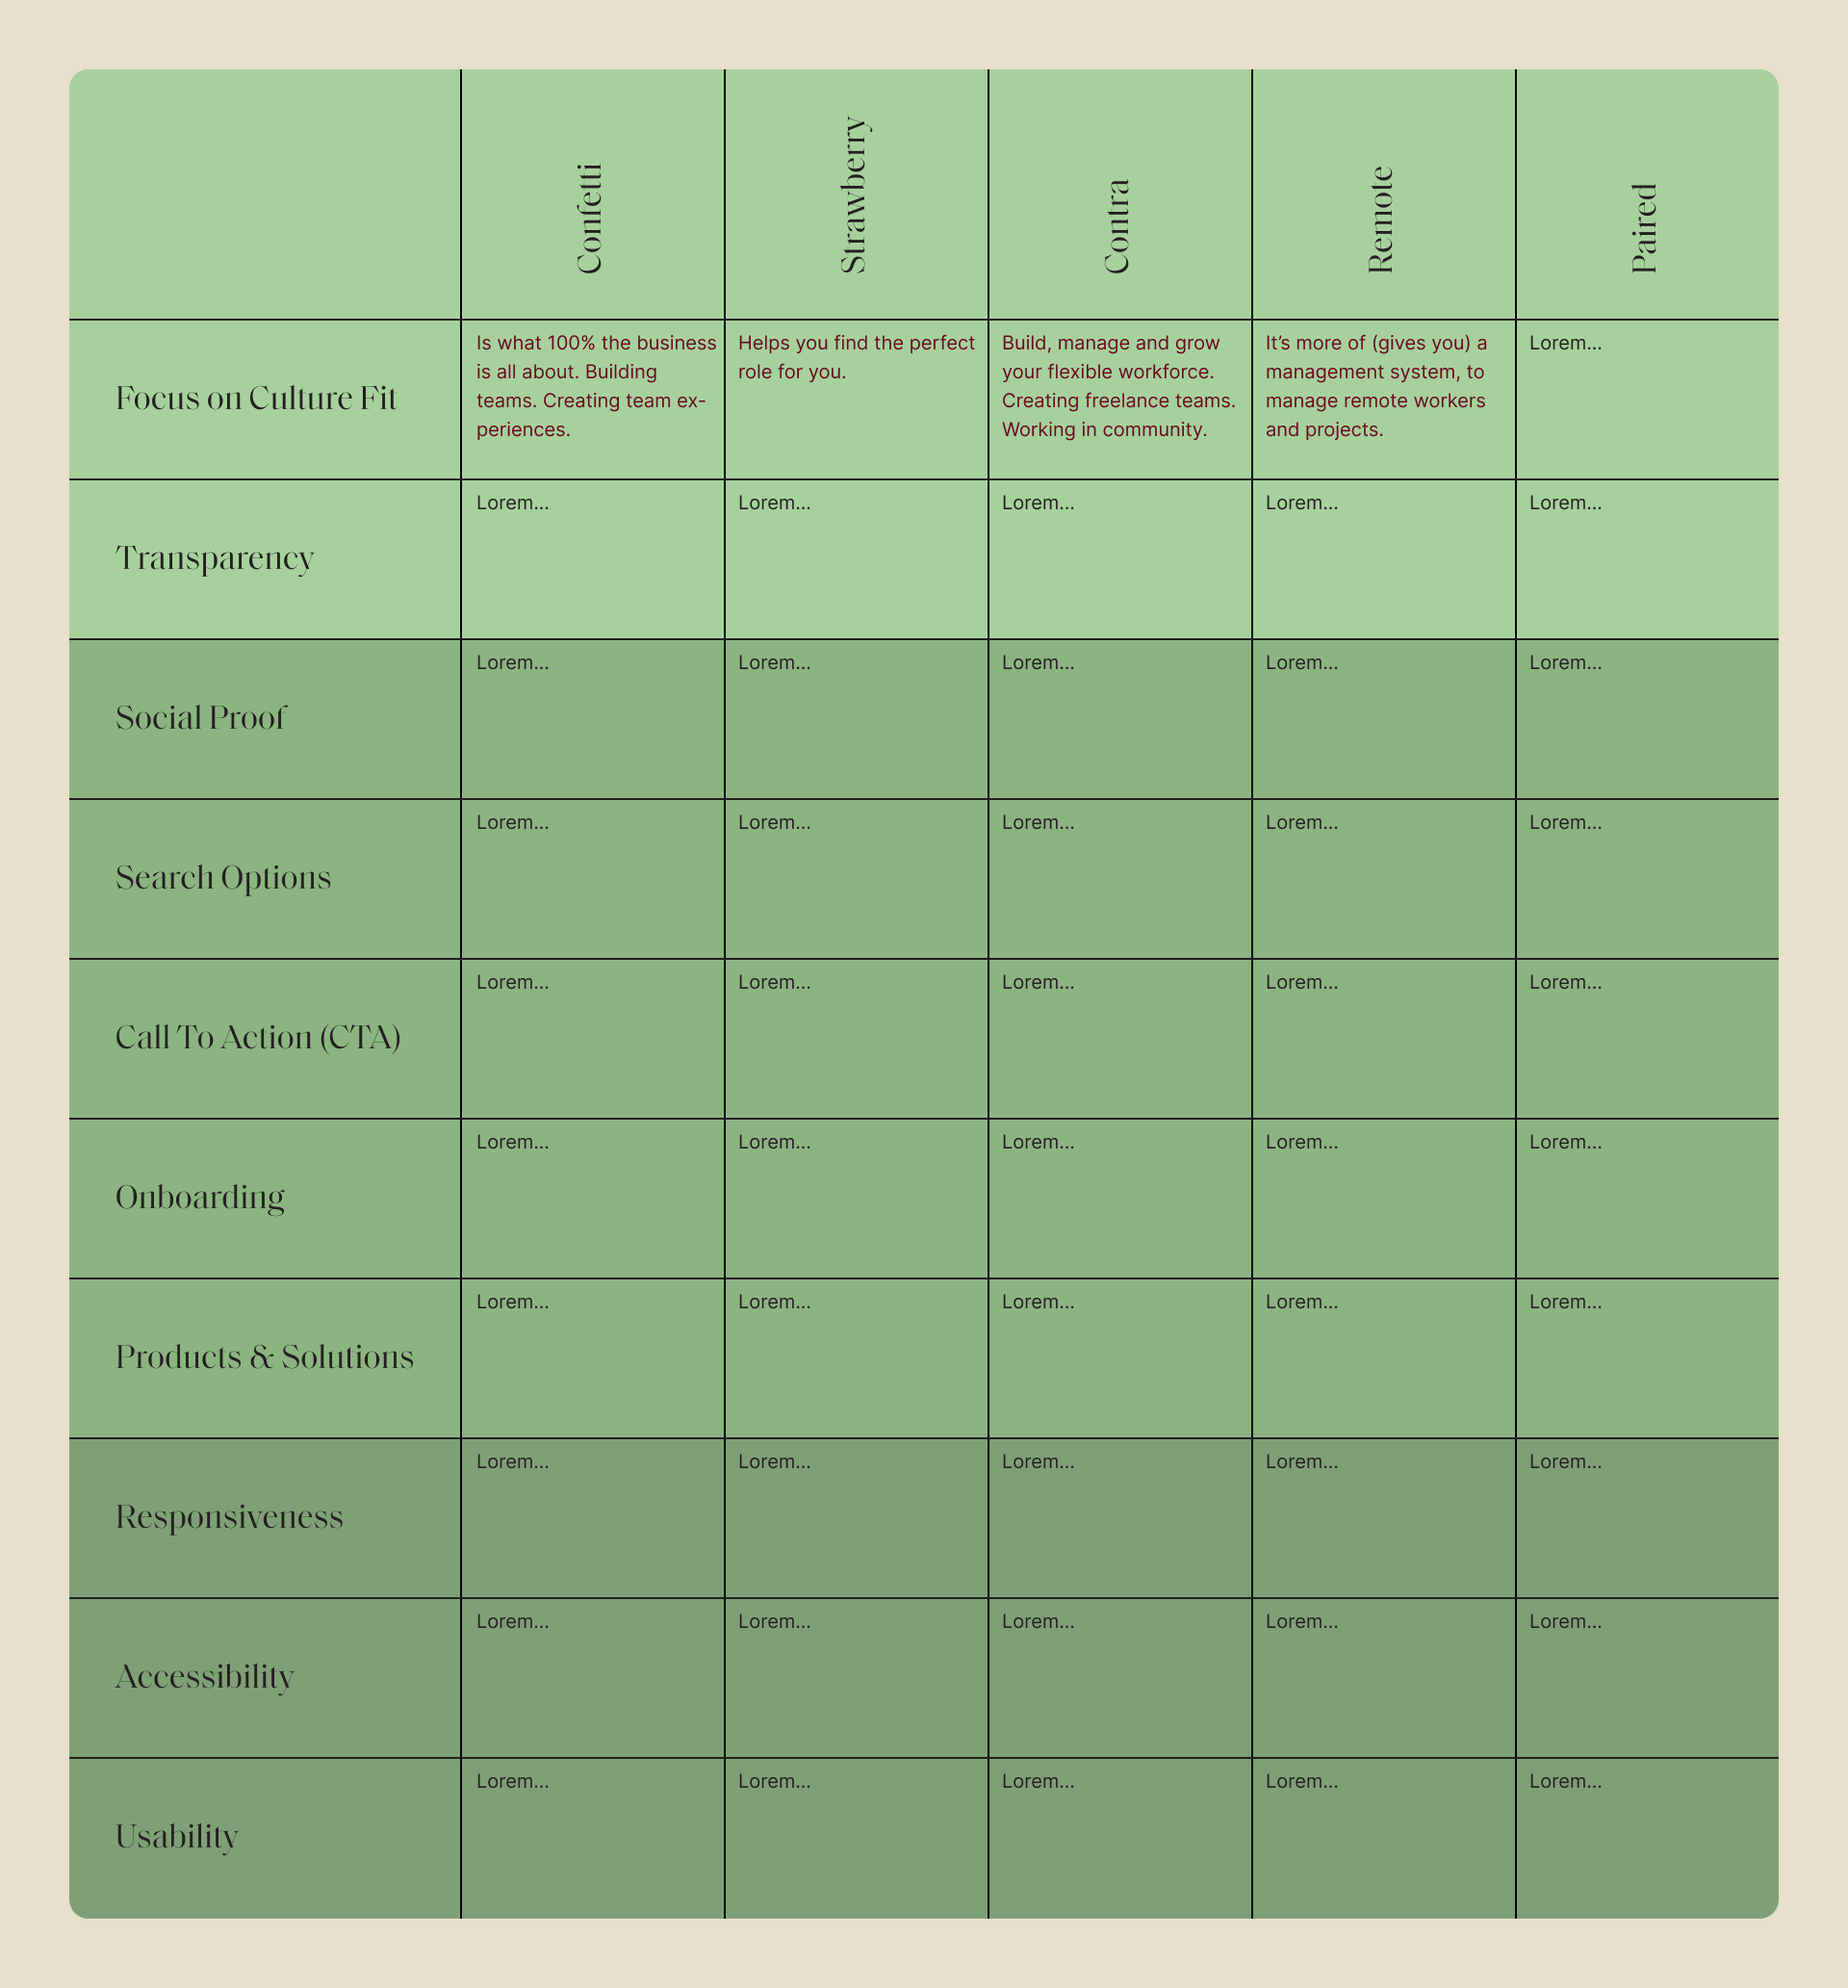 Confetti
Strawberry
Contra
Remote
Paired
Focus on Culture Fit
Is what 100% the business
is all about. Building
teams. Creating team ex-
periences.
Helps you find the perfect
role for you.
Build, manage and grow
your flexible workforce.
Creating freelance teams.
Working in community.
It’s more of (gives you) a
management system, to
manage remote workers
and projects.
Lorem...
Transparency
Lorem...
Lorem...
Lorem...
Lorem...
Lorem...
Social Proof
Lorem...
Lorem...
Lorem...
Lorem...
Lorem...
Search Options
Lorem...
Lorem...
Lorem...
Lorem...
Lorem...
Call To Action (CTA)
Lorem...
Lorem...
Lorem...
Lorem...
Lorem...
Onboarding
Lorem...
Lorem...
Lorem...
Lorem...
Lorem...
Products & Solutions
Lorem...
Lorem...
Lorem...
Lorem...
Lorem...
Responsiveness
Lorem...
Lorem...
Lorem...
Lorem...
Lorem...
Accessibility
Lorem...
Lorem...
Lorem...
Lorem...
Lorem...
Usability
Lorem...
Lorem...
Lorem...
Lorem...
Lorem...